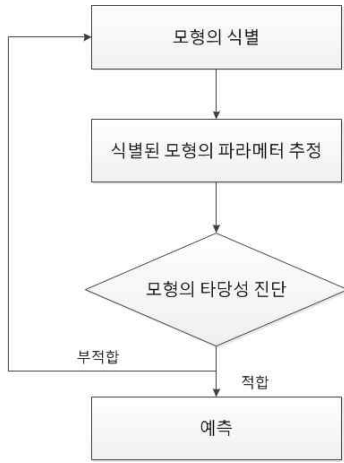 모형의 식별
식별된 모형의 파라메터 추정
모형의 타당성 진단
부적합
적합
예측